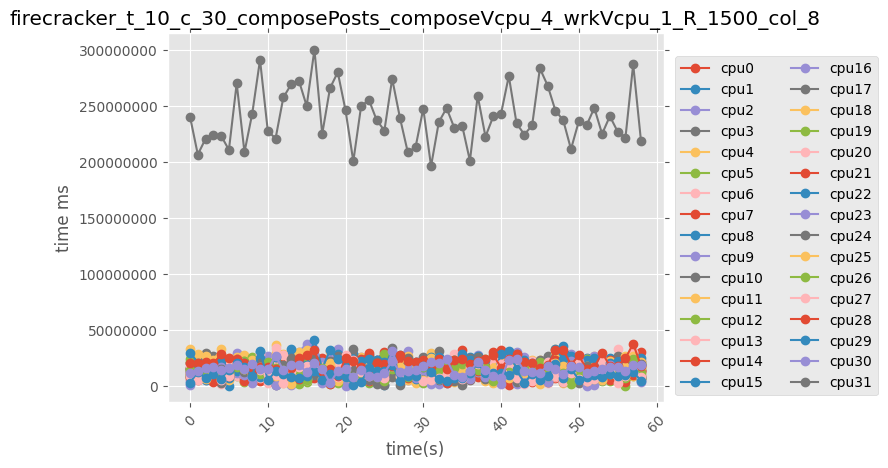 firecracker_t_10_c_30_composePosts_composeVcpu_4_wrkVcpu_1_R_1500_col_8
time ms
300000000
250000000
200000000
150000000
100000000
50000000
0
0
10
20
30
40
50
60
time(s)
cpu0
cpu1
cpu2
cpu3
cpu4
cpu5
cpu6
cpu7
cpu8
cpu9
cpu10
cpu11
cpu12
cpu13
cpu14
cpu15
cpu16
cpu17
cpu18
cpu19
cpu20
cpu21
cpu22
cpu23
cpu24
cpu25
cpu26
cpu27
cpu28
cpu29
cpu30
cpu31